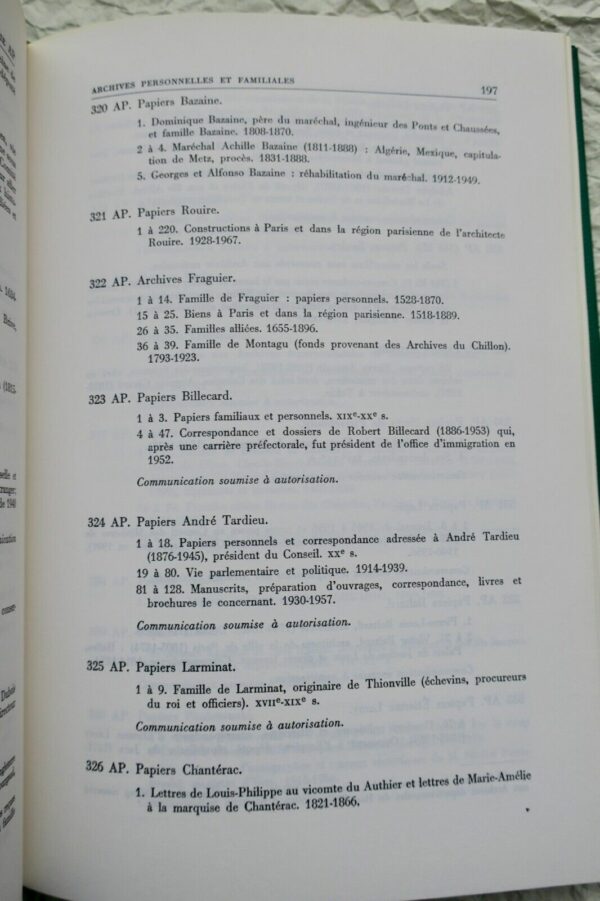 ARCHIVES PERSONNELLES ET FAMILIALES 197
320 AP. Papiers Bazaine.
1. Dominique Bazaine, père du maréchal, ingénieur des Ponts et Chaussées,
et famille Bazaine. 1808-1870.
2 à 4. Maréchal Achille Bazaine (1811-1888) : Algérie, Mexique, capitula-
tion de Metz, procès. 1831-1888.
5. Georges et Alfonso Bazaine : réhabilitation du maréchal. 1912-1949.
321 AP. Papiers Rouire.
1 à 220. Constructions à Paris et dans la région parisienne de l'architecte
Rouire. 1928-1967.
322 AP. Archives Fraguier.
1 à 14. Famille de Fraguier : papiers personnels. 1528-1870.
15 à 25. Biens à Paris et dans la région parisienne. 1518-1889.
26 à 35. Familles alliées. 1655-1896.
36 à 39. Famille de Montagu (fonds provenant des Archives du Chillon).
1793-1923.
323 AP. Papiers Billecard.
1 à 3. Papiers familiaux et personnels. XIXe-XXe s.
4 à 47. Correspondance et dossiers de Robert Billecard (1886-1953) qui,
après une carrière préfectorale, fut président de l'office d'immigration en
1952.
Communication soumise à autorisation.
324 AP. Papiers André Tardieu.
1 à 18. Papiers personnels et correspondance adressée à André Tardieu
(1876-1945), président du Conseil. XXe s.
19 à 80. Vie parlementaire et politique. 1914-1939.
81 à 128. Manuscrits, préparation d'ouvrages, correspondance, livres et
brochures le concernant. 1930-1957.
Communication soumise à autorisation.
325 AP. Papiers Larminat.
1 à 9. Famille de Larminat, originaire de Thionville (échevins, procureurs
du roi et officiers). XVIIe-XIXe s.
Communication soumise à autorisation.
326 AP. Papiers Chantérac.
1. Lettres de Louis-Philippe au vicomte du Authier et lettres de Marie-Amélie
à la marquise de Chantérac. 1821-1866.